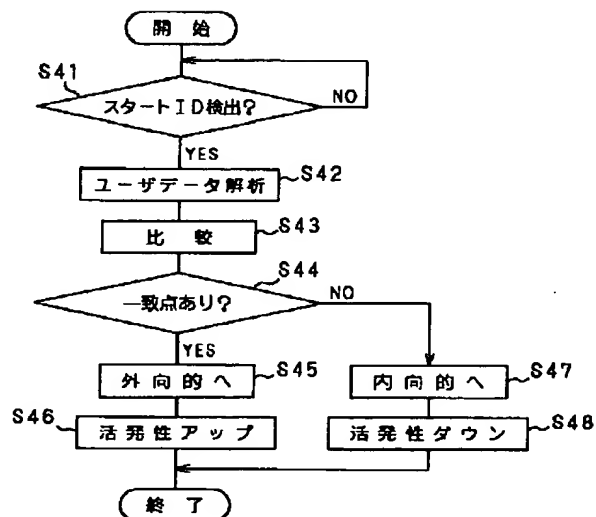 開始
S41
スタートID検出?
NO
YES
ユーザデータ解析
S42
比較
S43
S44
一致点あり?
NO
YES
外向的へ
S45
内向的へ
S47
S46
活発性アップ
活発性ダウン
S48
終了